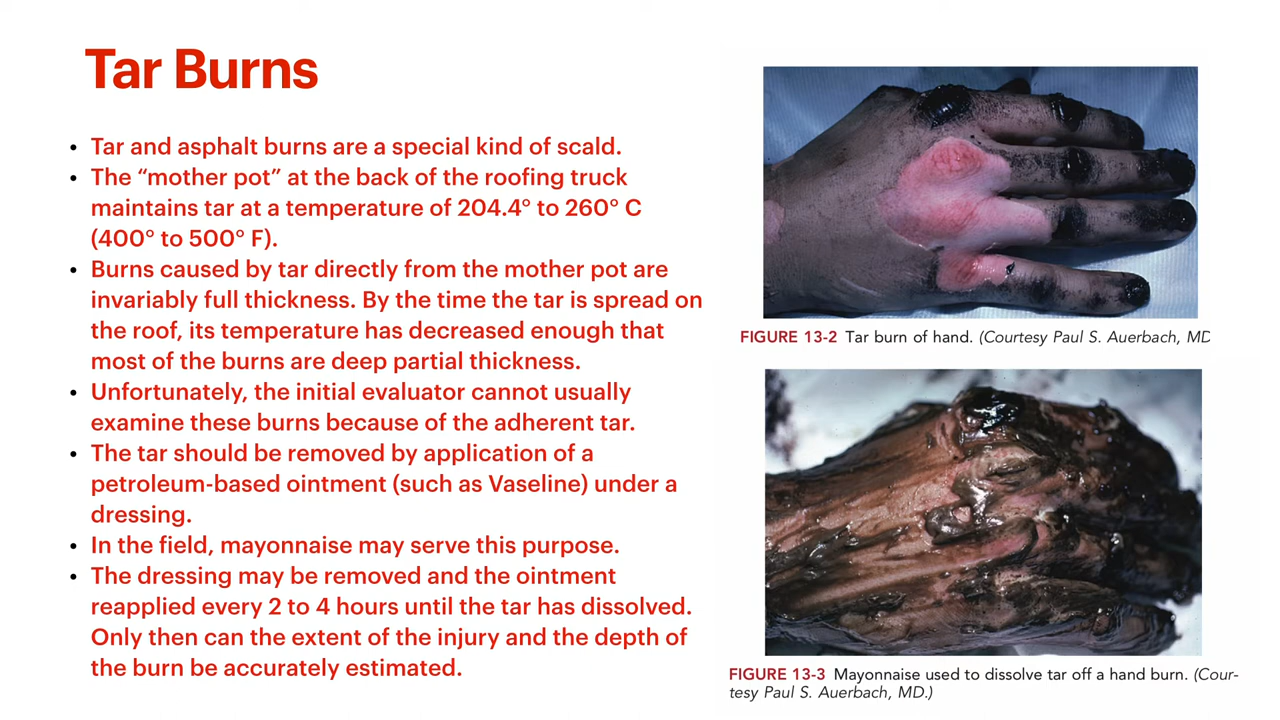 Tar Burns
• Tar and asphalt burns are a special kind of scald.
• The “mother pot” at the back of the roofing truck
maintains tar at a temperature of 204.4° to 260° C
(400° to 500° F).
• Burns caused by tar directly from the mother pot are
invariably full thickness. By the time the tar is spread on
the roof, its temperature has decreased enough that
most of the burns are deep partial thickness.
• Unfortunately, the initial evaluator cannot usually
examine these burns because of the adherent tar.
• The tar should be removed by application of a
petroleum-based ointment (such as Vaseline) under a
dressing.
• In the field, mayonnaise may serve this purpose.
• The dressing may be removed and the ointment
reapplied every 2 to 4 hours until the tar has dissolved.
Only then can the extent of the injury and the depth of
the burn be accurately estimated.
FIGURE 13-2 Tar burn of hand. (Courtesy Paul S. Auerbach, MD
FIGURE 13-3 Mayonnaise used to dissolve tar off a hand burn. (Cour-
tesy Paul S. Auerbach, MD.)